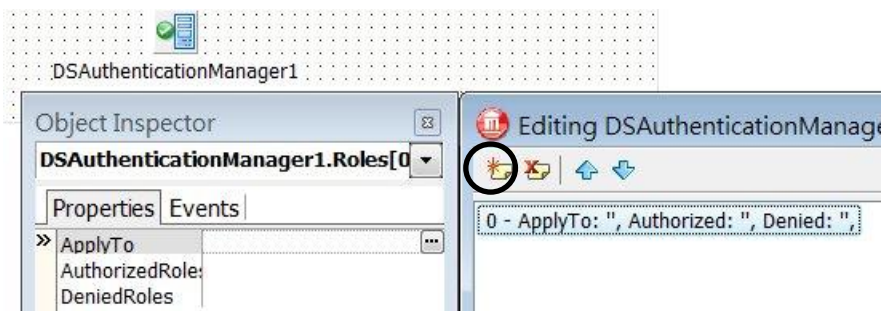 DSAuthenticationManager1
Object Inspector
DSAuthenticationManager1.Roles[0
Properties Events
ApplyTo
AuthorizedRole
DeniedRoles
Editing DSAuthenticationManage
0 - ApplyTo: '', Authorized: '', Denied: '',